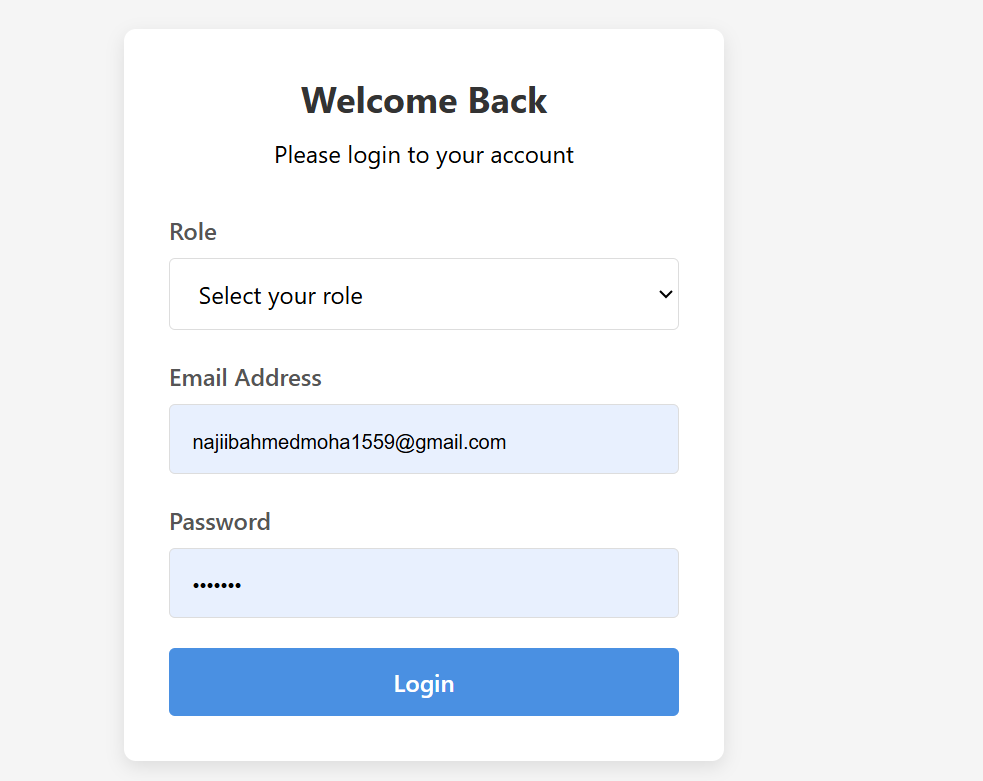 Welcome Back
Please login to your account
Role
Select your role
Email Address
najiibahmedmoha1559@gmail.com
Password
•••••••
Login